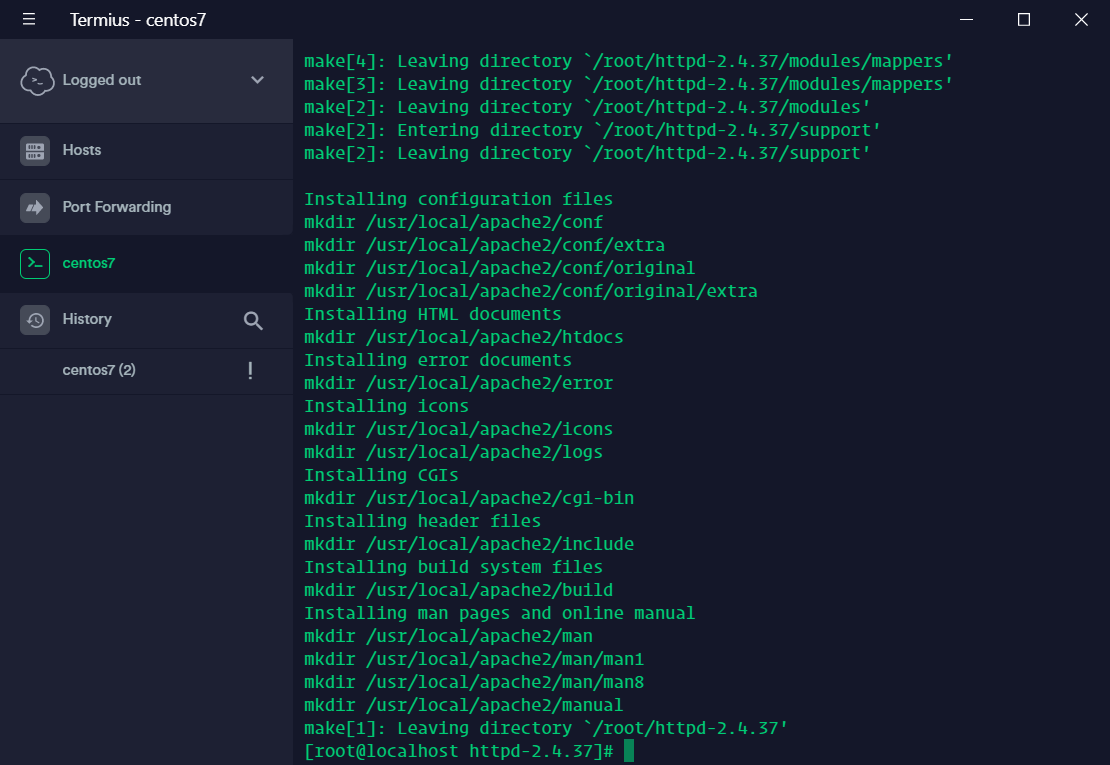 Termius - centos7
Logged out
Hosts
Port Forwarding
centos7
History
centos7 (2)
make[4]: Leaving directory `/root/httpd-2.4.37/modules/mappers'
make[3]: Leaving directory `/root/httpd-2.4.37/modules/mappers'
make[2]: Leaving directory `/root/httpd-2.4.37/modules'
make[2]: Entering directory `/root/httpd-2.4.37/support'
make[2]: Leaving directory `/root/httpd-2.4.37/support'
Installing configuration files
mkdir /usr/local/apache2/conf
mkdir /usr/local/apache2/conf/extra
mkdir /usr/local/apache2/conf/original
mkdir /usr/local/apache2/conf/original/extra
Installing HTML documents
mkdir /usr/local/apache2/htdocs
Installing error documents
mkdir /usr/local/apache2/error
Installing icons
mkdir /usr/local/apache2/icons
mkdir /usr/local/apache2/logs
Installing CGIs
mkdir /usr/local/apache2/cgi-bin
Installing header files
mkdir /usr/local/apache2/include
Installing build system files
mkdir /usr/local/apache2/build
Installing man pages and online manual
mkdir /usr/local/apache2/man
mkdir /usr/local/apache2/man/man1
mkdir /usr/local/apache2/man/man8
mkdir /usr/local/apache2/manual
make[1]: Leaving directory `/root/httpd-2.4.37'
[root@localhost httpd-2.4.37]#